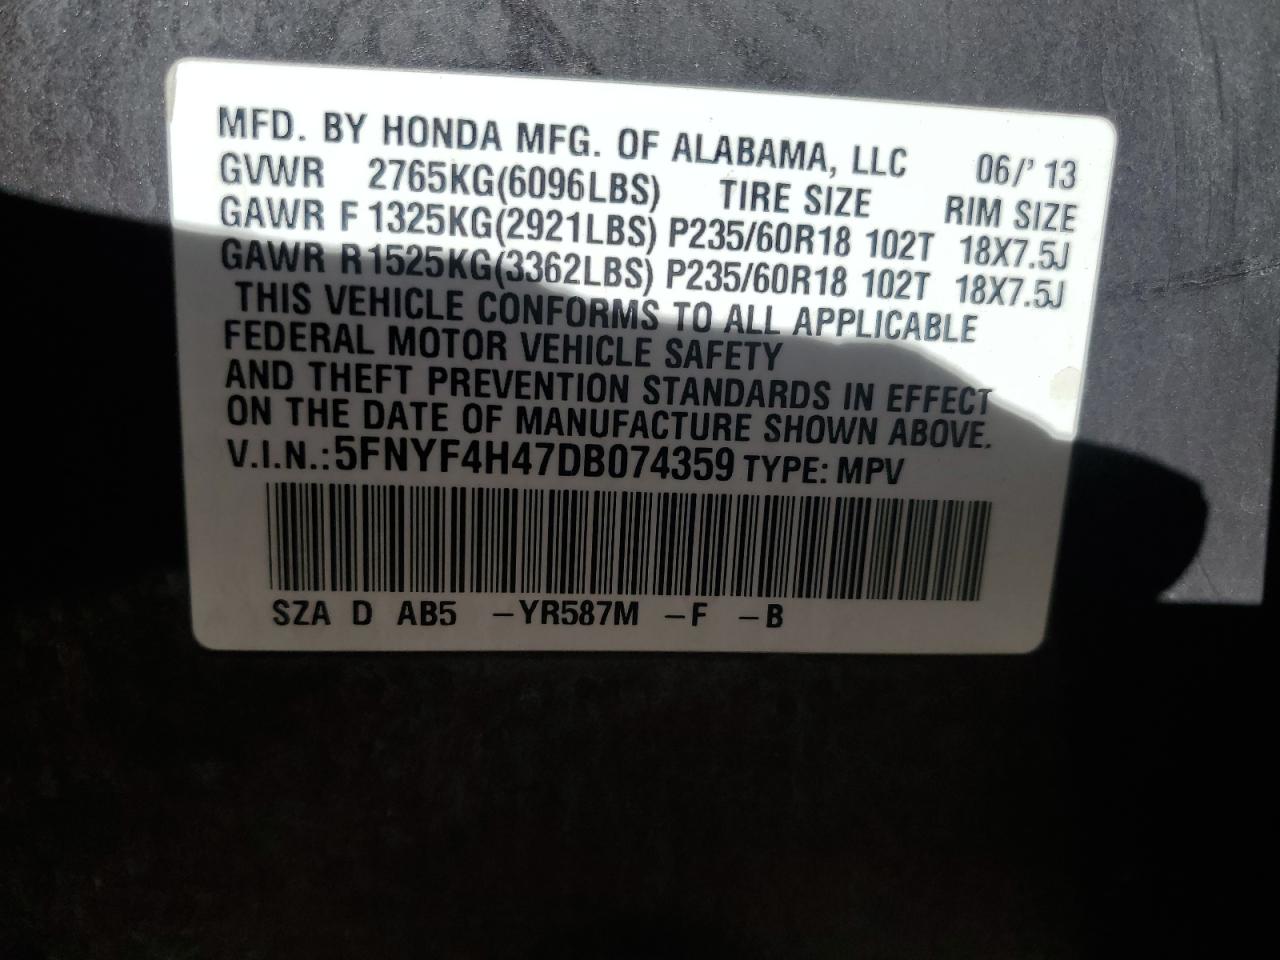 MFD. BY HONDA MFG. OF ALABAMA, LLC 06/'13
GVWR 2765KG(6096LBS) TIRE SIZE RIM SIZE
GAWR F 1325KG(2921LBS) P235/60R18 102T 18X7.5J
GAWR R 1525KG(3362LBS) P235/60R18 102T 18X7.5J
THIS VEHICLE CONFORMS TO ALL APPLICABLE
FEDERAL MOTOR VEHICLE SAFETY
AND THEFT PREVENTION STANDARDS IN EFFECT
ON THE DATE OF MANUFACTURE SHOWN ABOVE.
V.I.N.:5FNYF4H47DB074359 TYPE: MPV
SZA D AB5 -YR587M -F -B